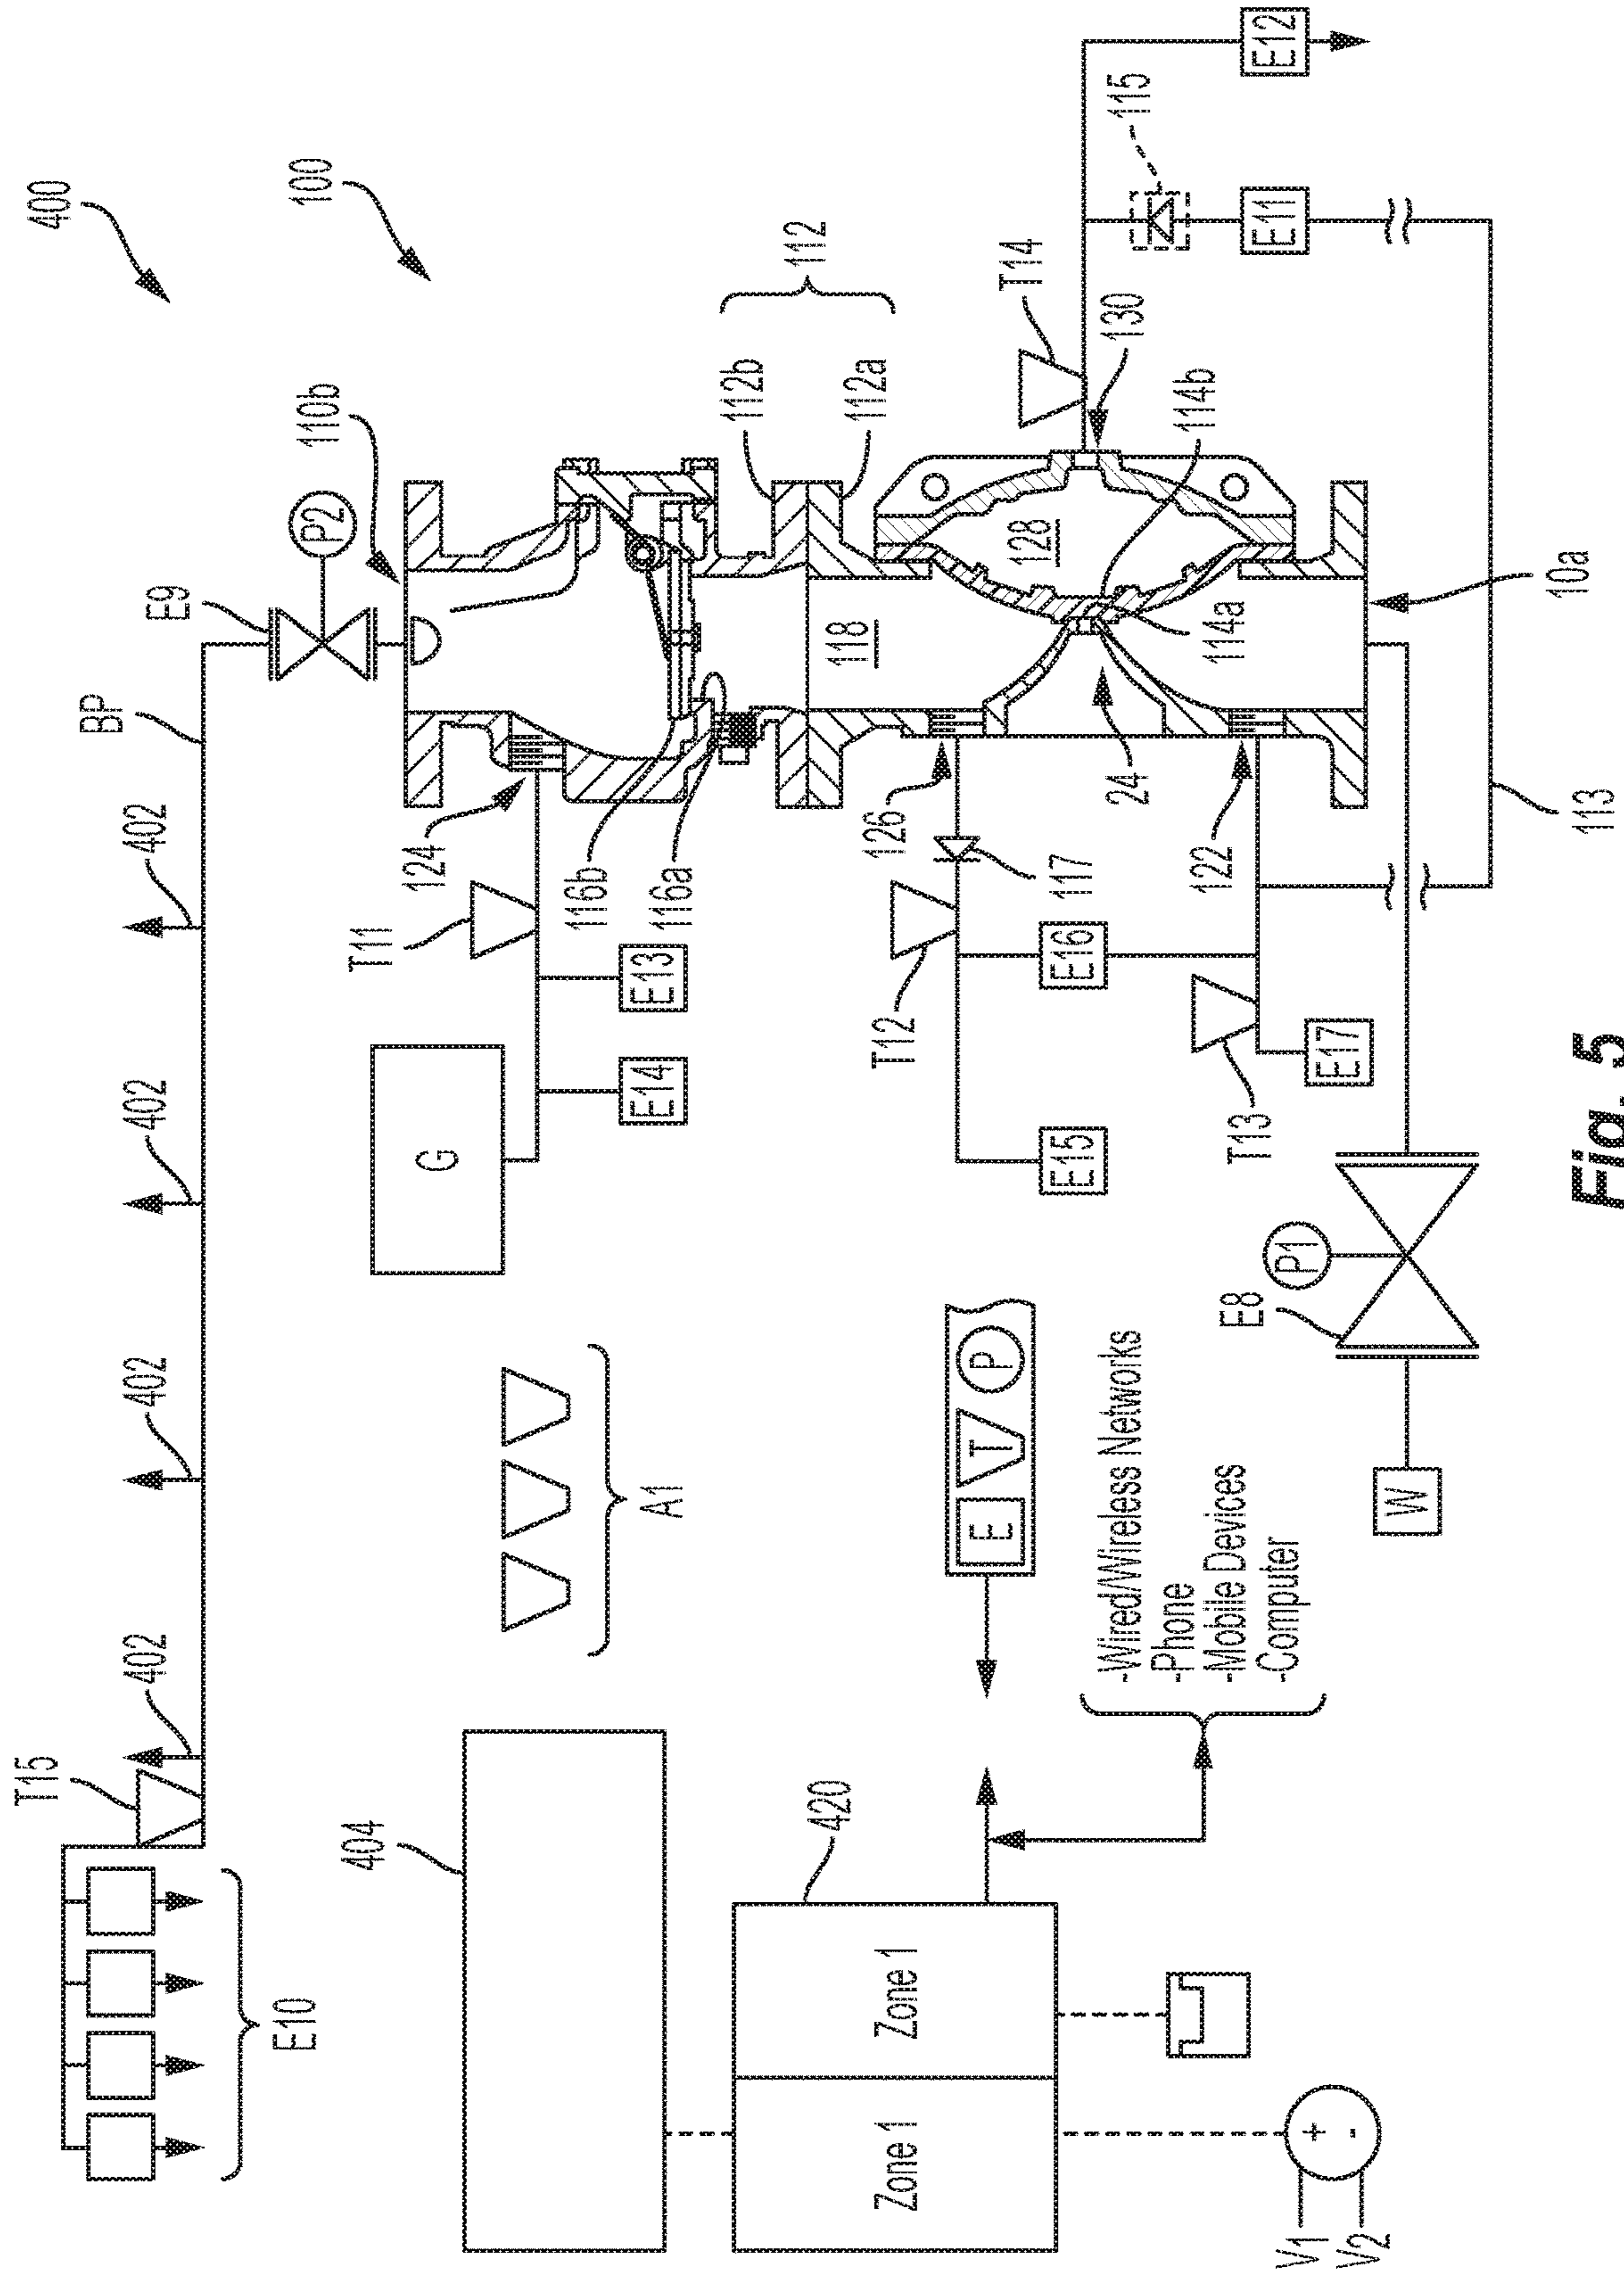 400
100
BP
402
402
402
402
T15
E10
E9
P2
110b
124
T11
E13
E14
G
116b
116a
112
112b
112a
118
128
T14
130
115
E11
E12
114b
114a
10a
24
126
117
122
113
T12
E16
E15
T13
E17
A1
E T P
P1
E8
W
404
420
Zone 1
Zone 1
-Wired/Wireless Networks
-Phone
-Mobile Devices
-Computer
+
-
V1
V2
Fig. 5